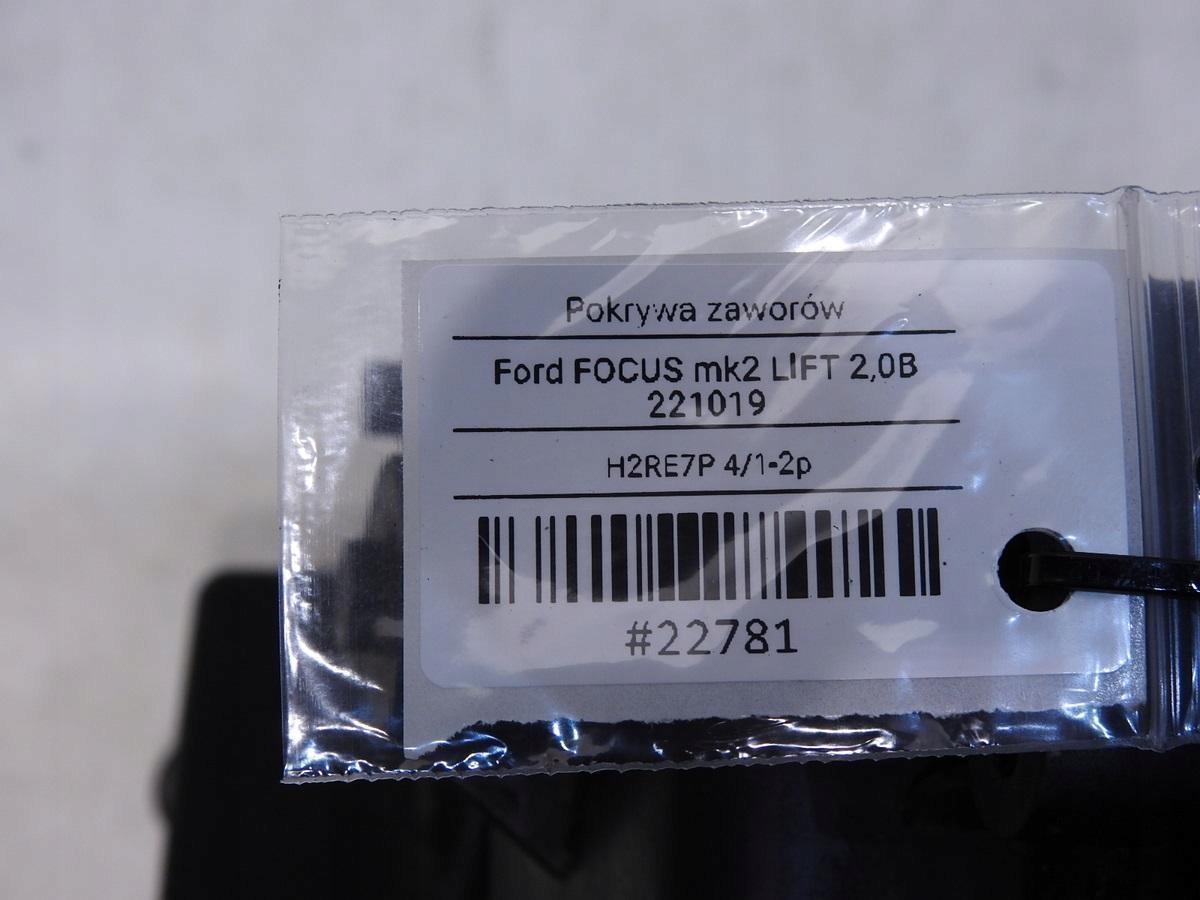 Pokrywa zaworów
Ford FOCUS mk2 LIFT 2,0B
221019
H2RE7P 4/1-2p
#22781